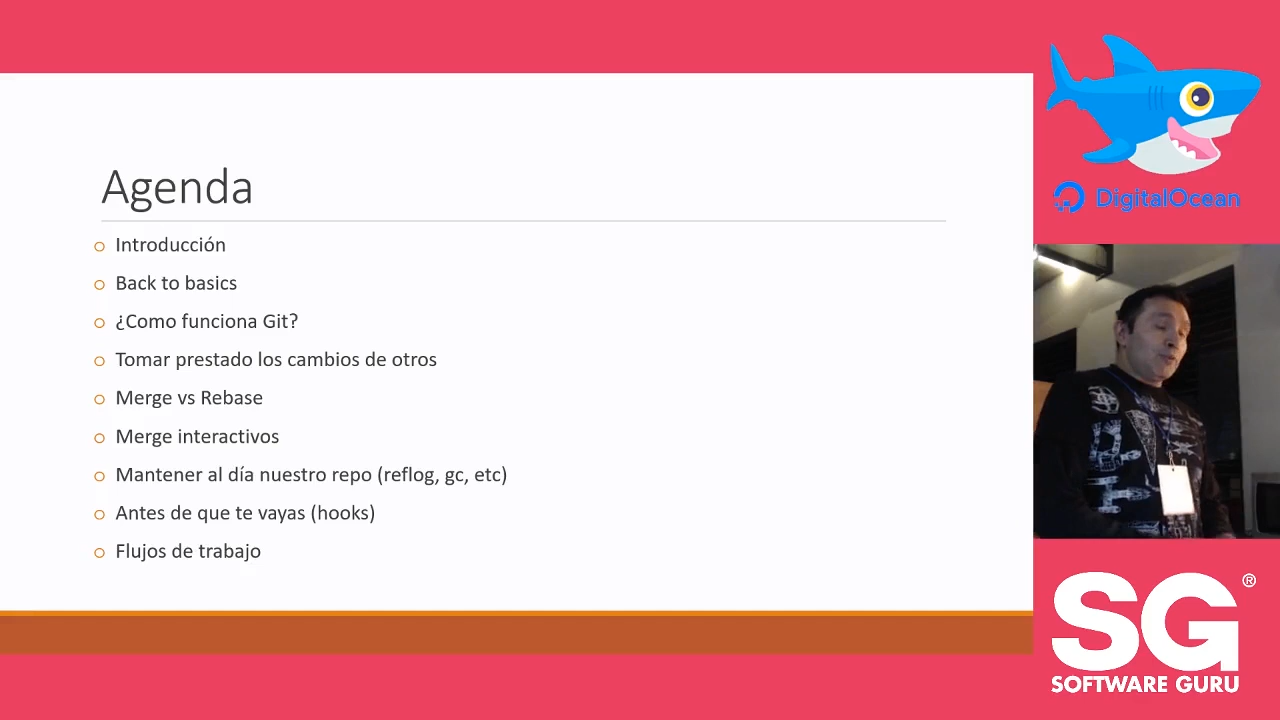 Agenda
Introducción
Back to basics
¿Como funciona Git?
Tomar prestado los cambios de otros
Merge vs Rebase
Merge interactivos
Mantener al día nuestro repo (reflog, gc, etc)
Antes de que te vayas (hooks)
Flujos de trabajo
DigitalOcean
SG®
SOFTWARE GURU